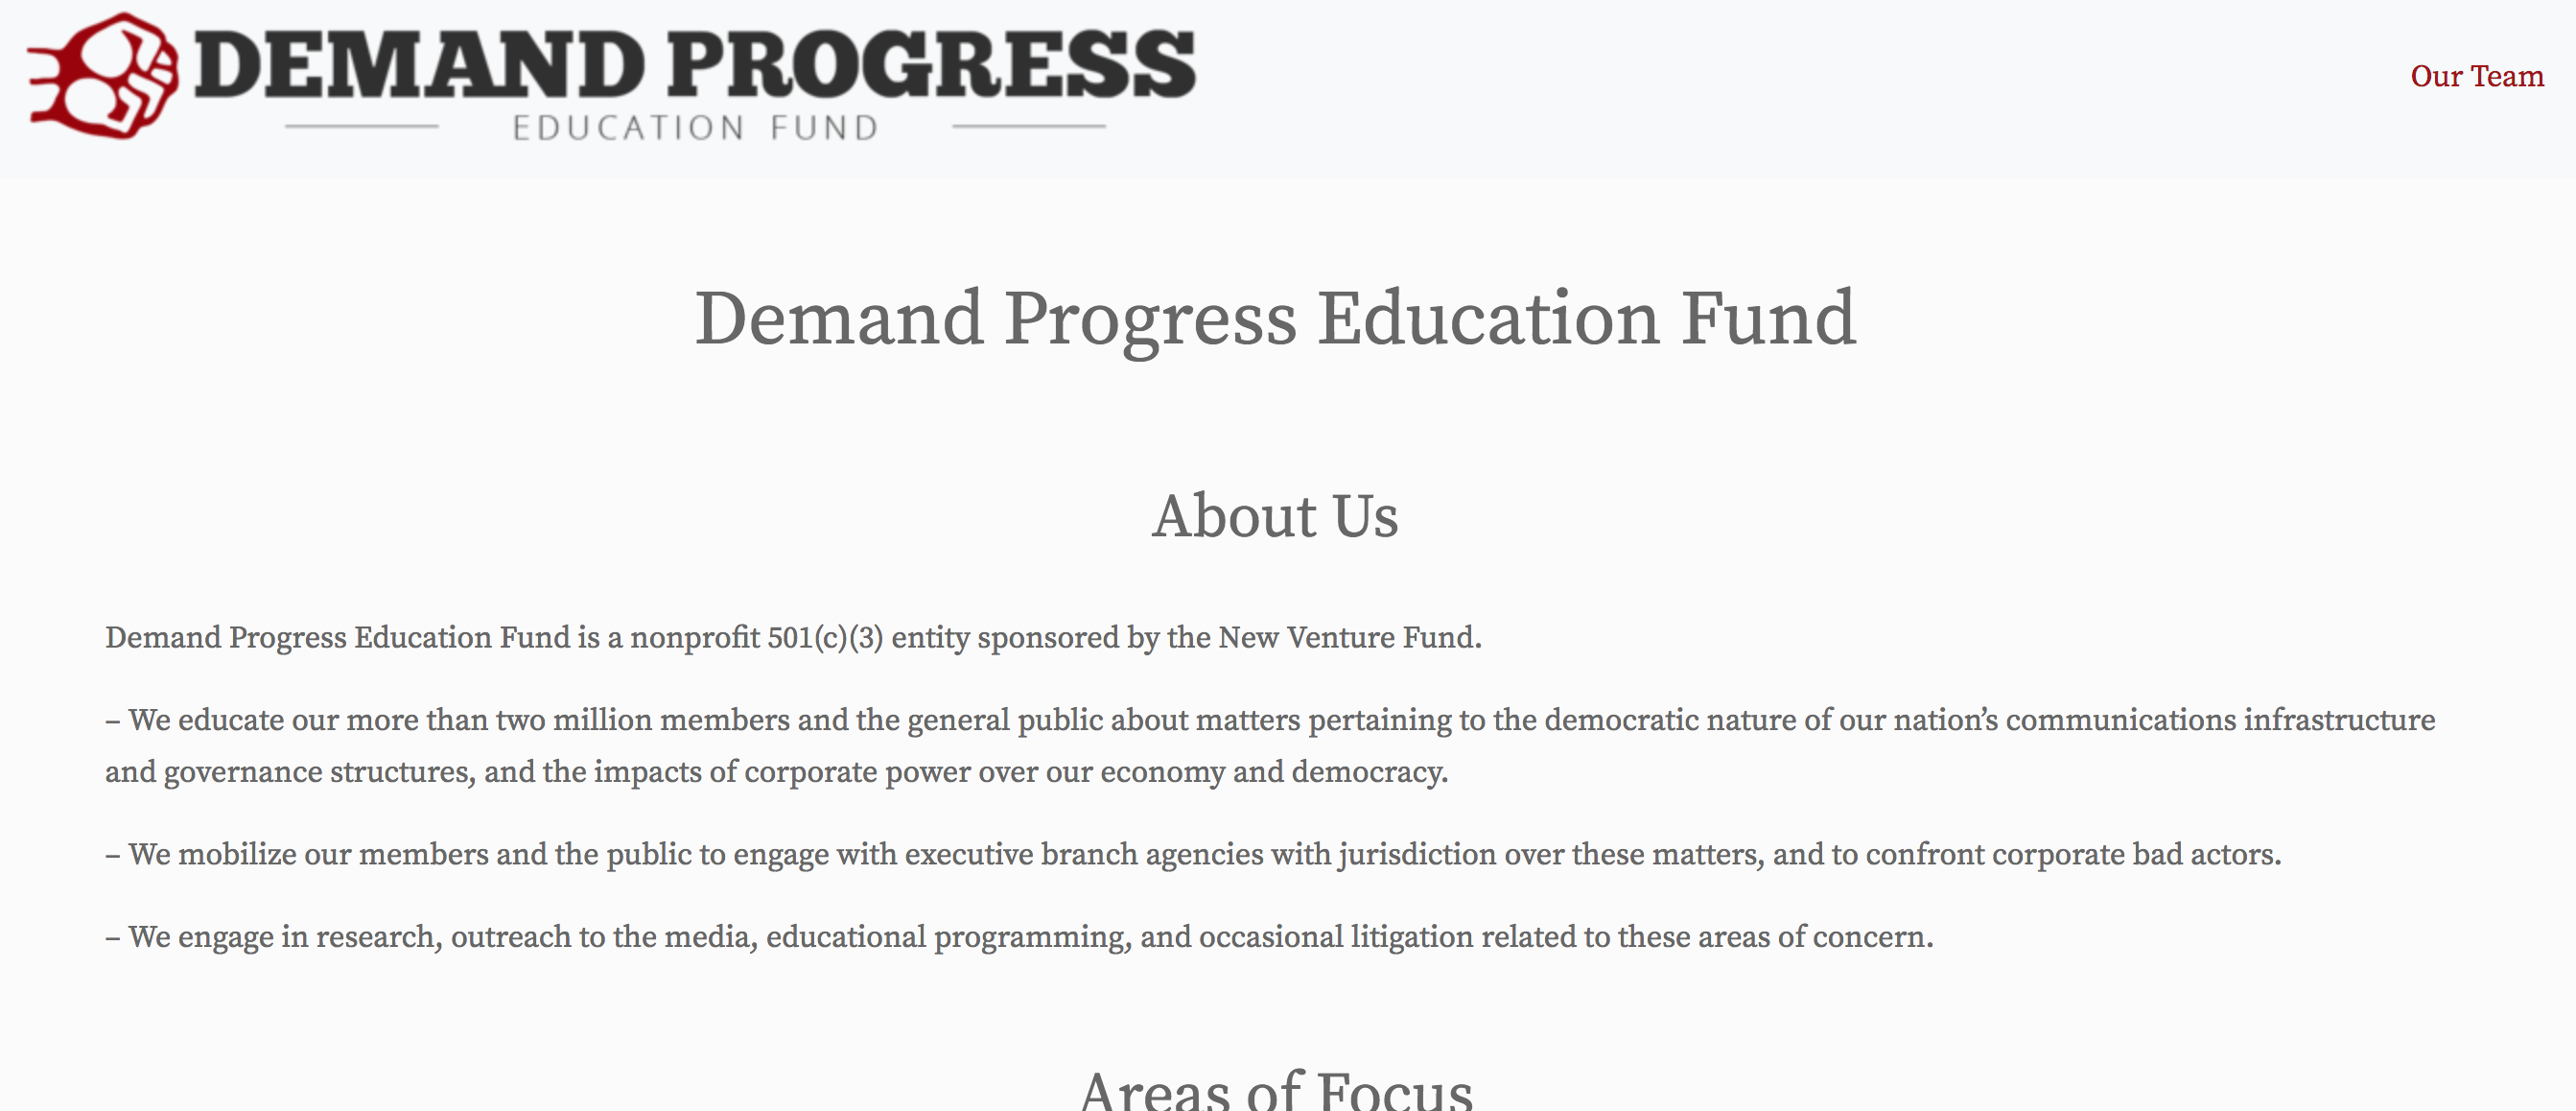 DEMAND PROGRESS
EDUCATION FUND
Our Team
Demand Progress Education Fund
About Us
Demand Progress Education Fund is a nonprofit 501(c)(3) entity sponsored by the New Venture Fund.
– We educate our more than two million members and the general public about matters pertaining to the democratic nature of our nation’s communications infrastructure
and governance structures, and the impacts of corporate power over our economy and democracy.
– We mobilize our members and the public to engage with executive branch agencies with jurisdiction over these matters, and to confront corporate bad actors.
– We engage in research, outreach to the media, educational programming, and occasional litigation related to these areas of concern.
Areas of Focus